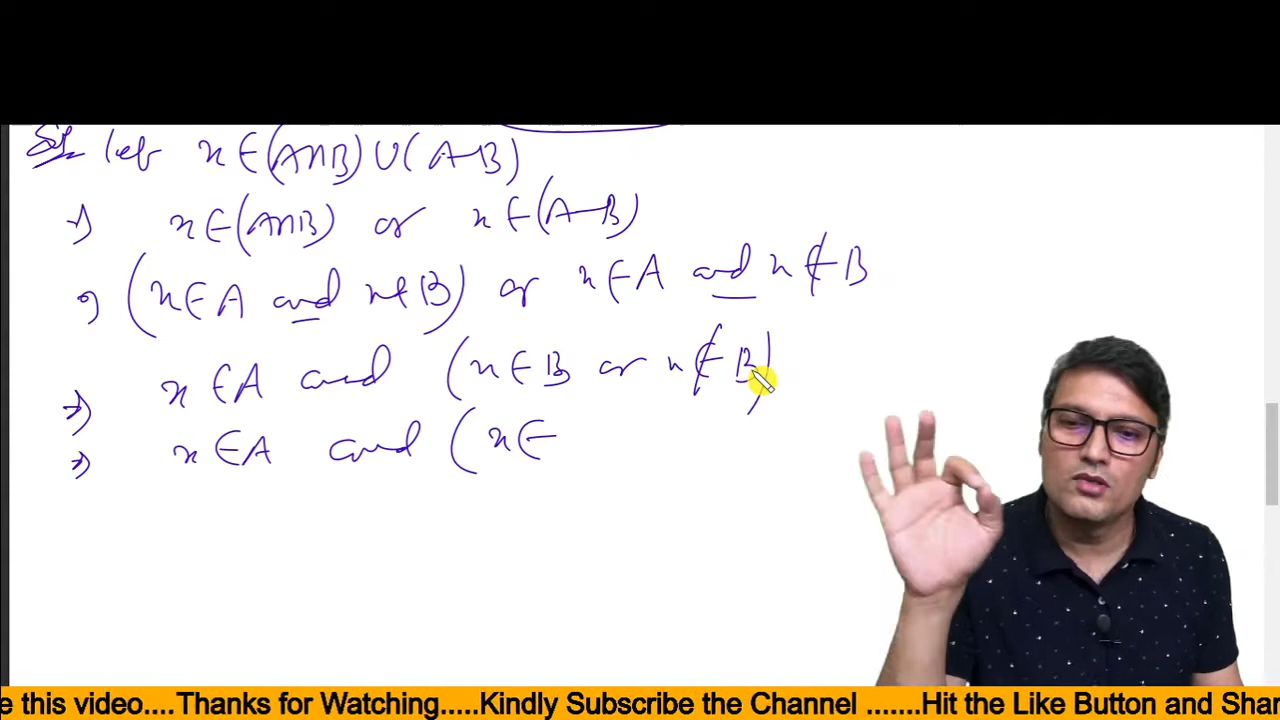 Sol. let x ∈ (A∩B) ∪ (A-B)
⇒ x ∈ (A∩B) or x ∈ (A-B)
⇒ (x ∈ A and x ∈ B) or x ∈ A and x ∉ B
⇒ x ∈ A and (x ∈ B or x ∉ B)
⇒ x ∈ A and (x ∈
this video....Thanks for Watching.....Kindly Subscribe the Channel .......Hit the Like Button and